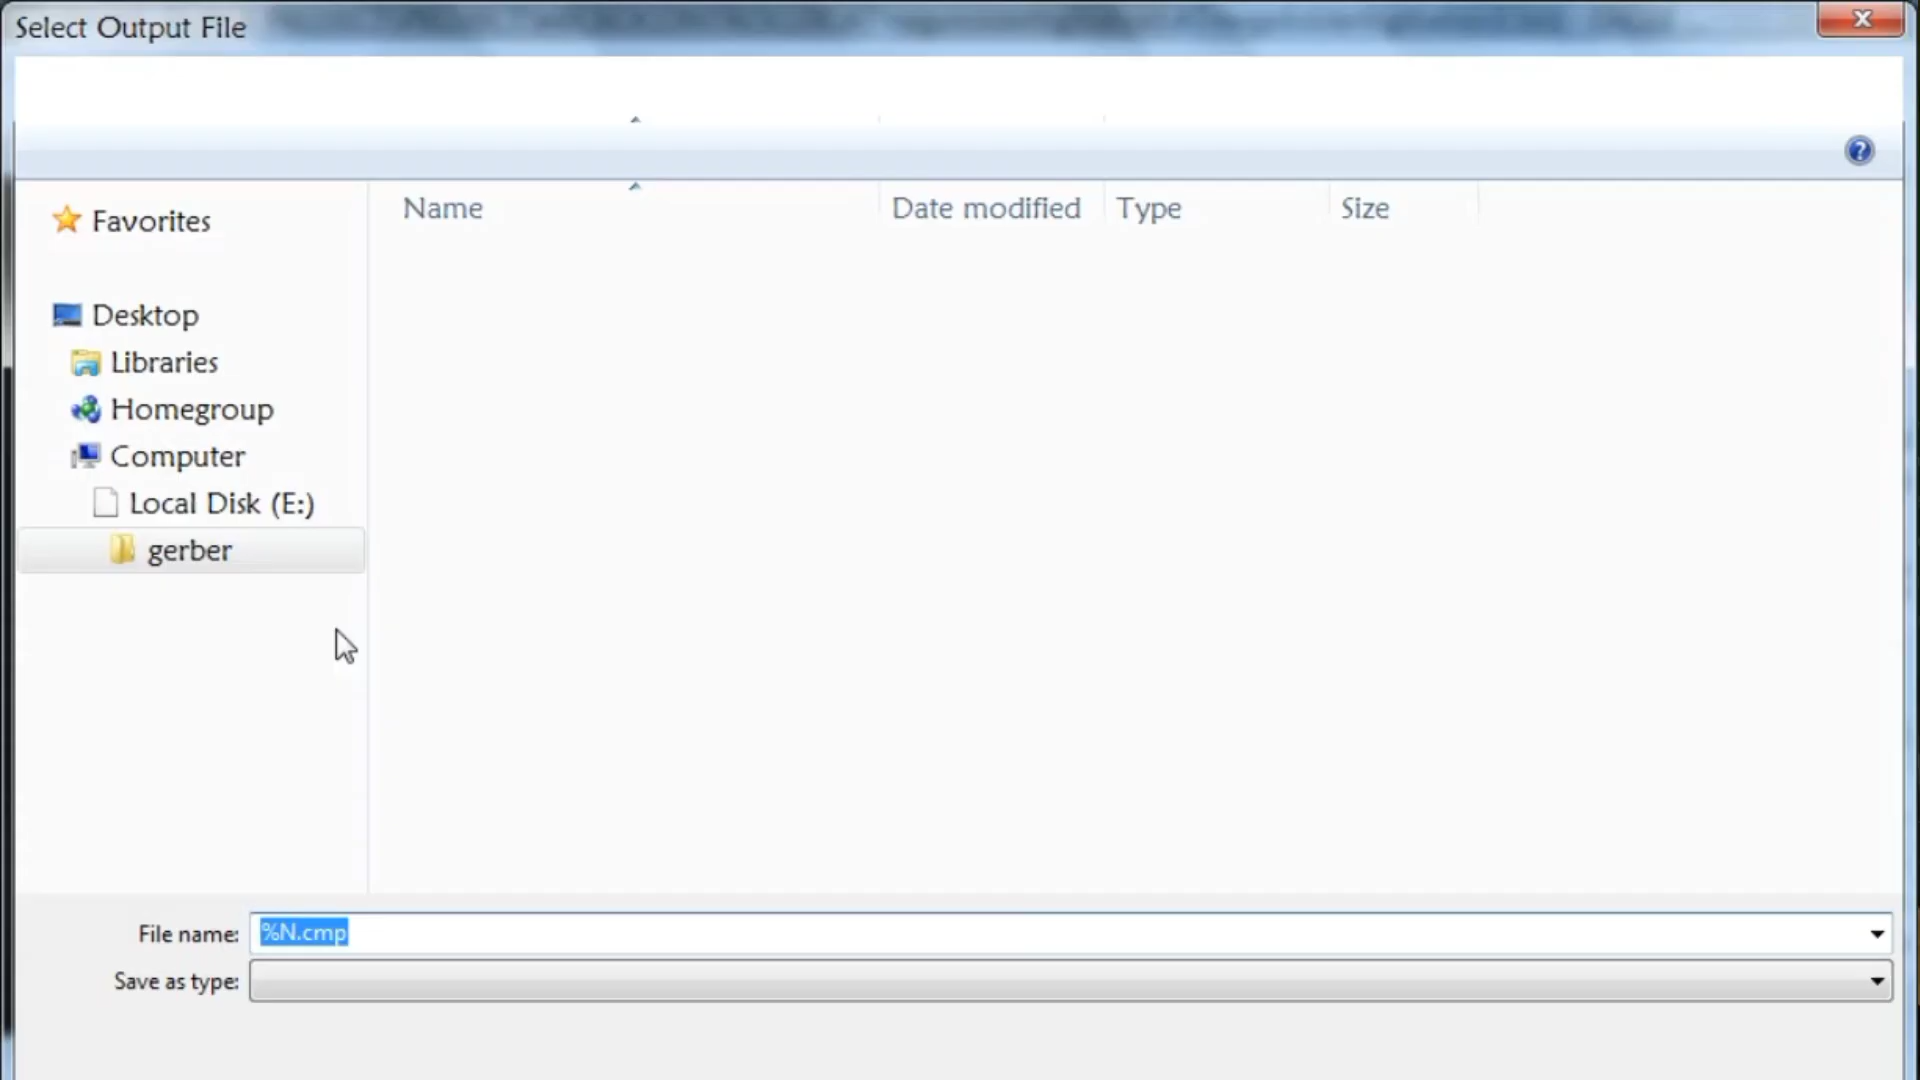 Select Output File
Name Date modified Type Size
Favorites
Desktop
Libraries
Homegroup
Computer
Local Disk (E:)
gerber
File name: %N.cmp
Save as type: